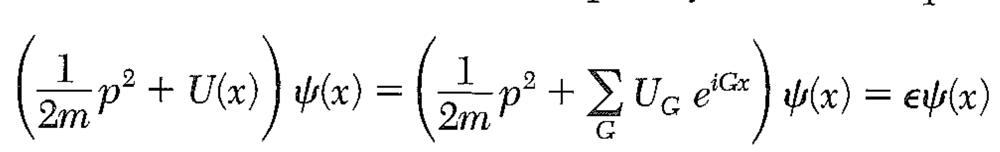 $$\left( \frac{1}{2m} p^2 + U(x) \right) \psi(x) = \left( \frac{1}{2m} p^2 + \sum_G U_G \, e^{iGx} \right) \psi(x) = \epsilon \psi(x)$$